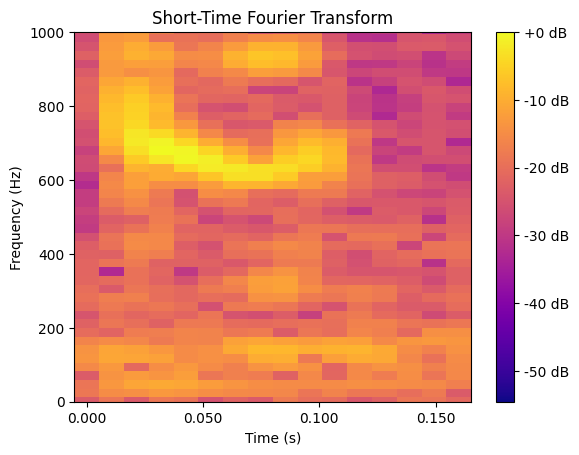 Short-Time Fourier Transform
1000
800
600
400
200
0
Frequency (Hz)
0.000
0.050
0.100
0.150
Time (s)
+0 dB
-10 dB
-20 dB
-30 dB
-40 dB
-50 dB